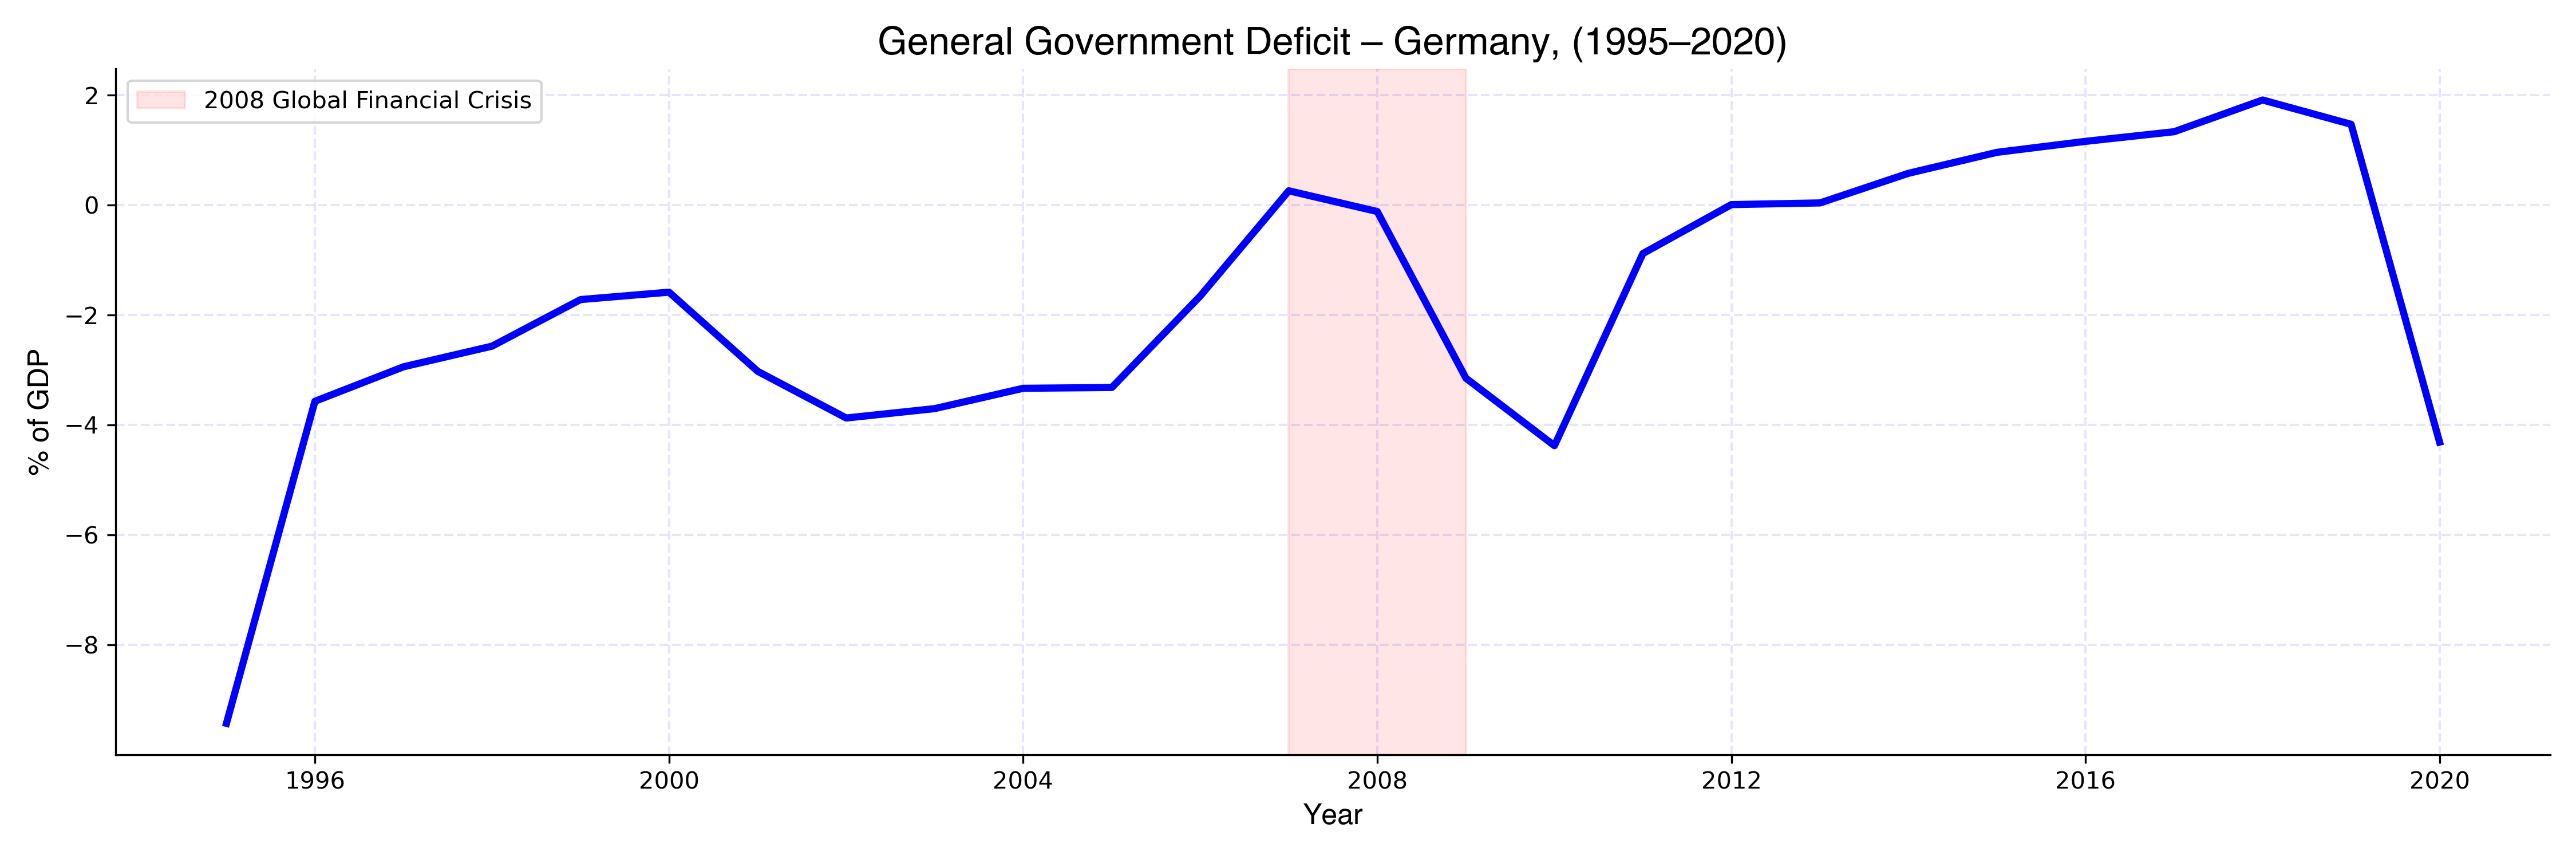 General Government Deficit – Germany, (1995–2020)
2008 Global Financial Crisis
% of GDP
2
0
−2
−4
−6
−8
1996 2000 2004 2008 2012 2016 2020
Year